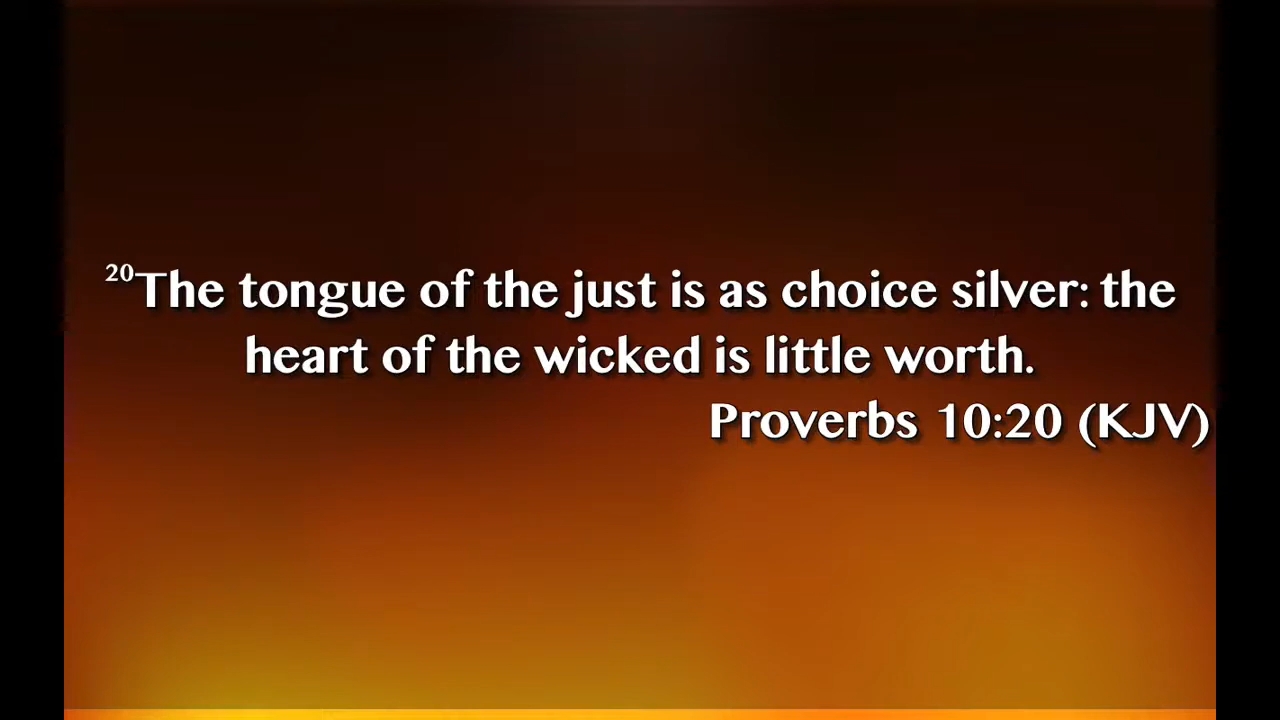 20The tongue of the just is as choice silver: the
heart of the wicked is little worth.
Proverbs 10:20 (KJV)